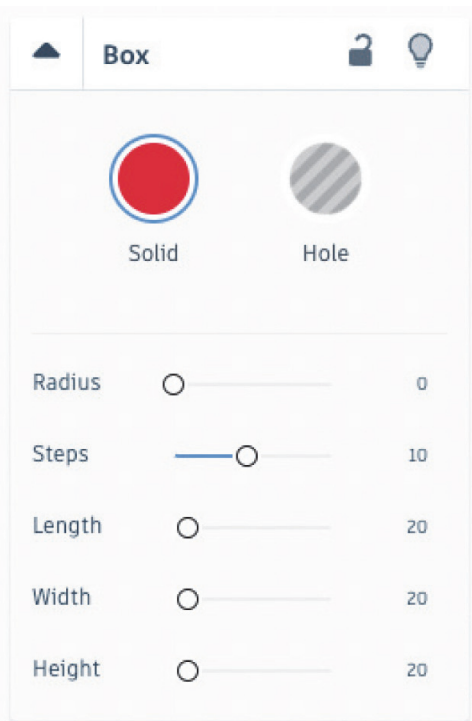 Box
Solid Hole
Radius 0
Steps 10
Length 20
Width 20
Height 20